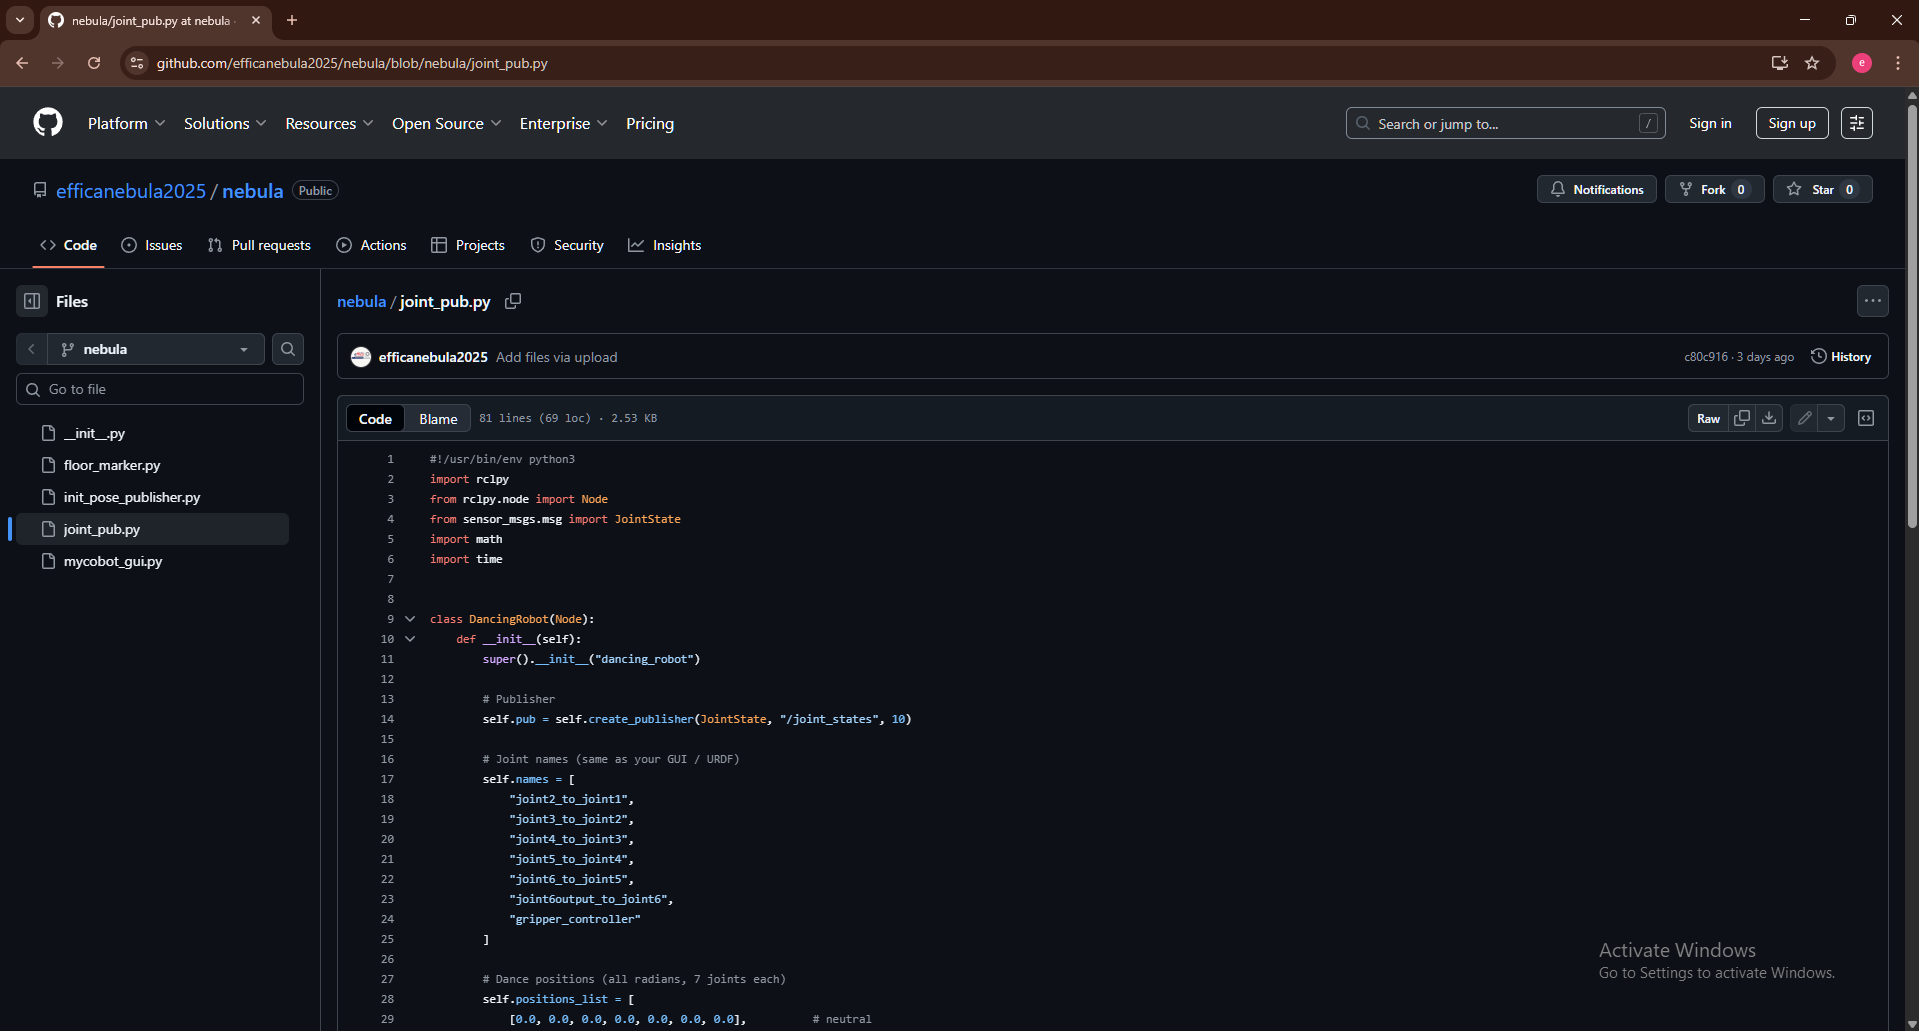 nebula/joint_pub.py at nebula
github.com/efficanebula2025/nebula/blob/nebula/joint_pub.py
e
Platform Solutions Resources Open Source Enterprise Pricing
Search or jump to... /
Sign in
Sign up
efficanebula2025 / nebula Public
Notifications Fork 0 Star 0
Code Issues Pull requests Actions Projects Security Insights
Files
nebula
Go to file
__init__.py
floor_marker.py
init_pose_publisher.py
joint_pub.py
mycobot_gui.py
nebula / joint_pub.py
efficanebula2025 Add files via upload
c80c916 · 3 days ago History
Code Blame 81 lines (69 loc) · 2.53 KB
Raw
1 #!/usr/bin/env python3
2 import rclpy
3 from rclpy.node import Node
4 from sensor_msgs.msg import JointState
5 import math
6 import time
7
8
9 class DancingRobot(Node):
10 def __init__(self):
11 super().__init__("dancing_robot")
12
13 # Publisher
14 self.pub = self.create_publisher(JointState, "/joint_states", 10)
15
16 # Joint names (same as your GUI / URDF)
17 self.names = [
18 "joint2_to_joint1",
19 "joint3_to_joint2",
20 "joint4_to_joint3",
21 "joint5_to_joint4",
22 "joint6_to_joint5",
23 "joint6output_to_joint6",
24 "gripper_controller"
25 ]
26
27 # Dance positions (all radians, 7 joints each)
28 self.positions_list = [
29 [0.0, 0.0, 0.0, 0.0, 0.0, 0.0, 0.0], # neutral
Activate Windows
Go to Settings to activate Windows.